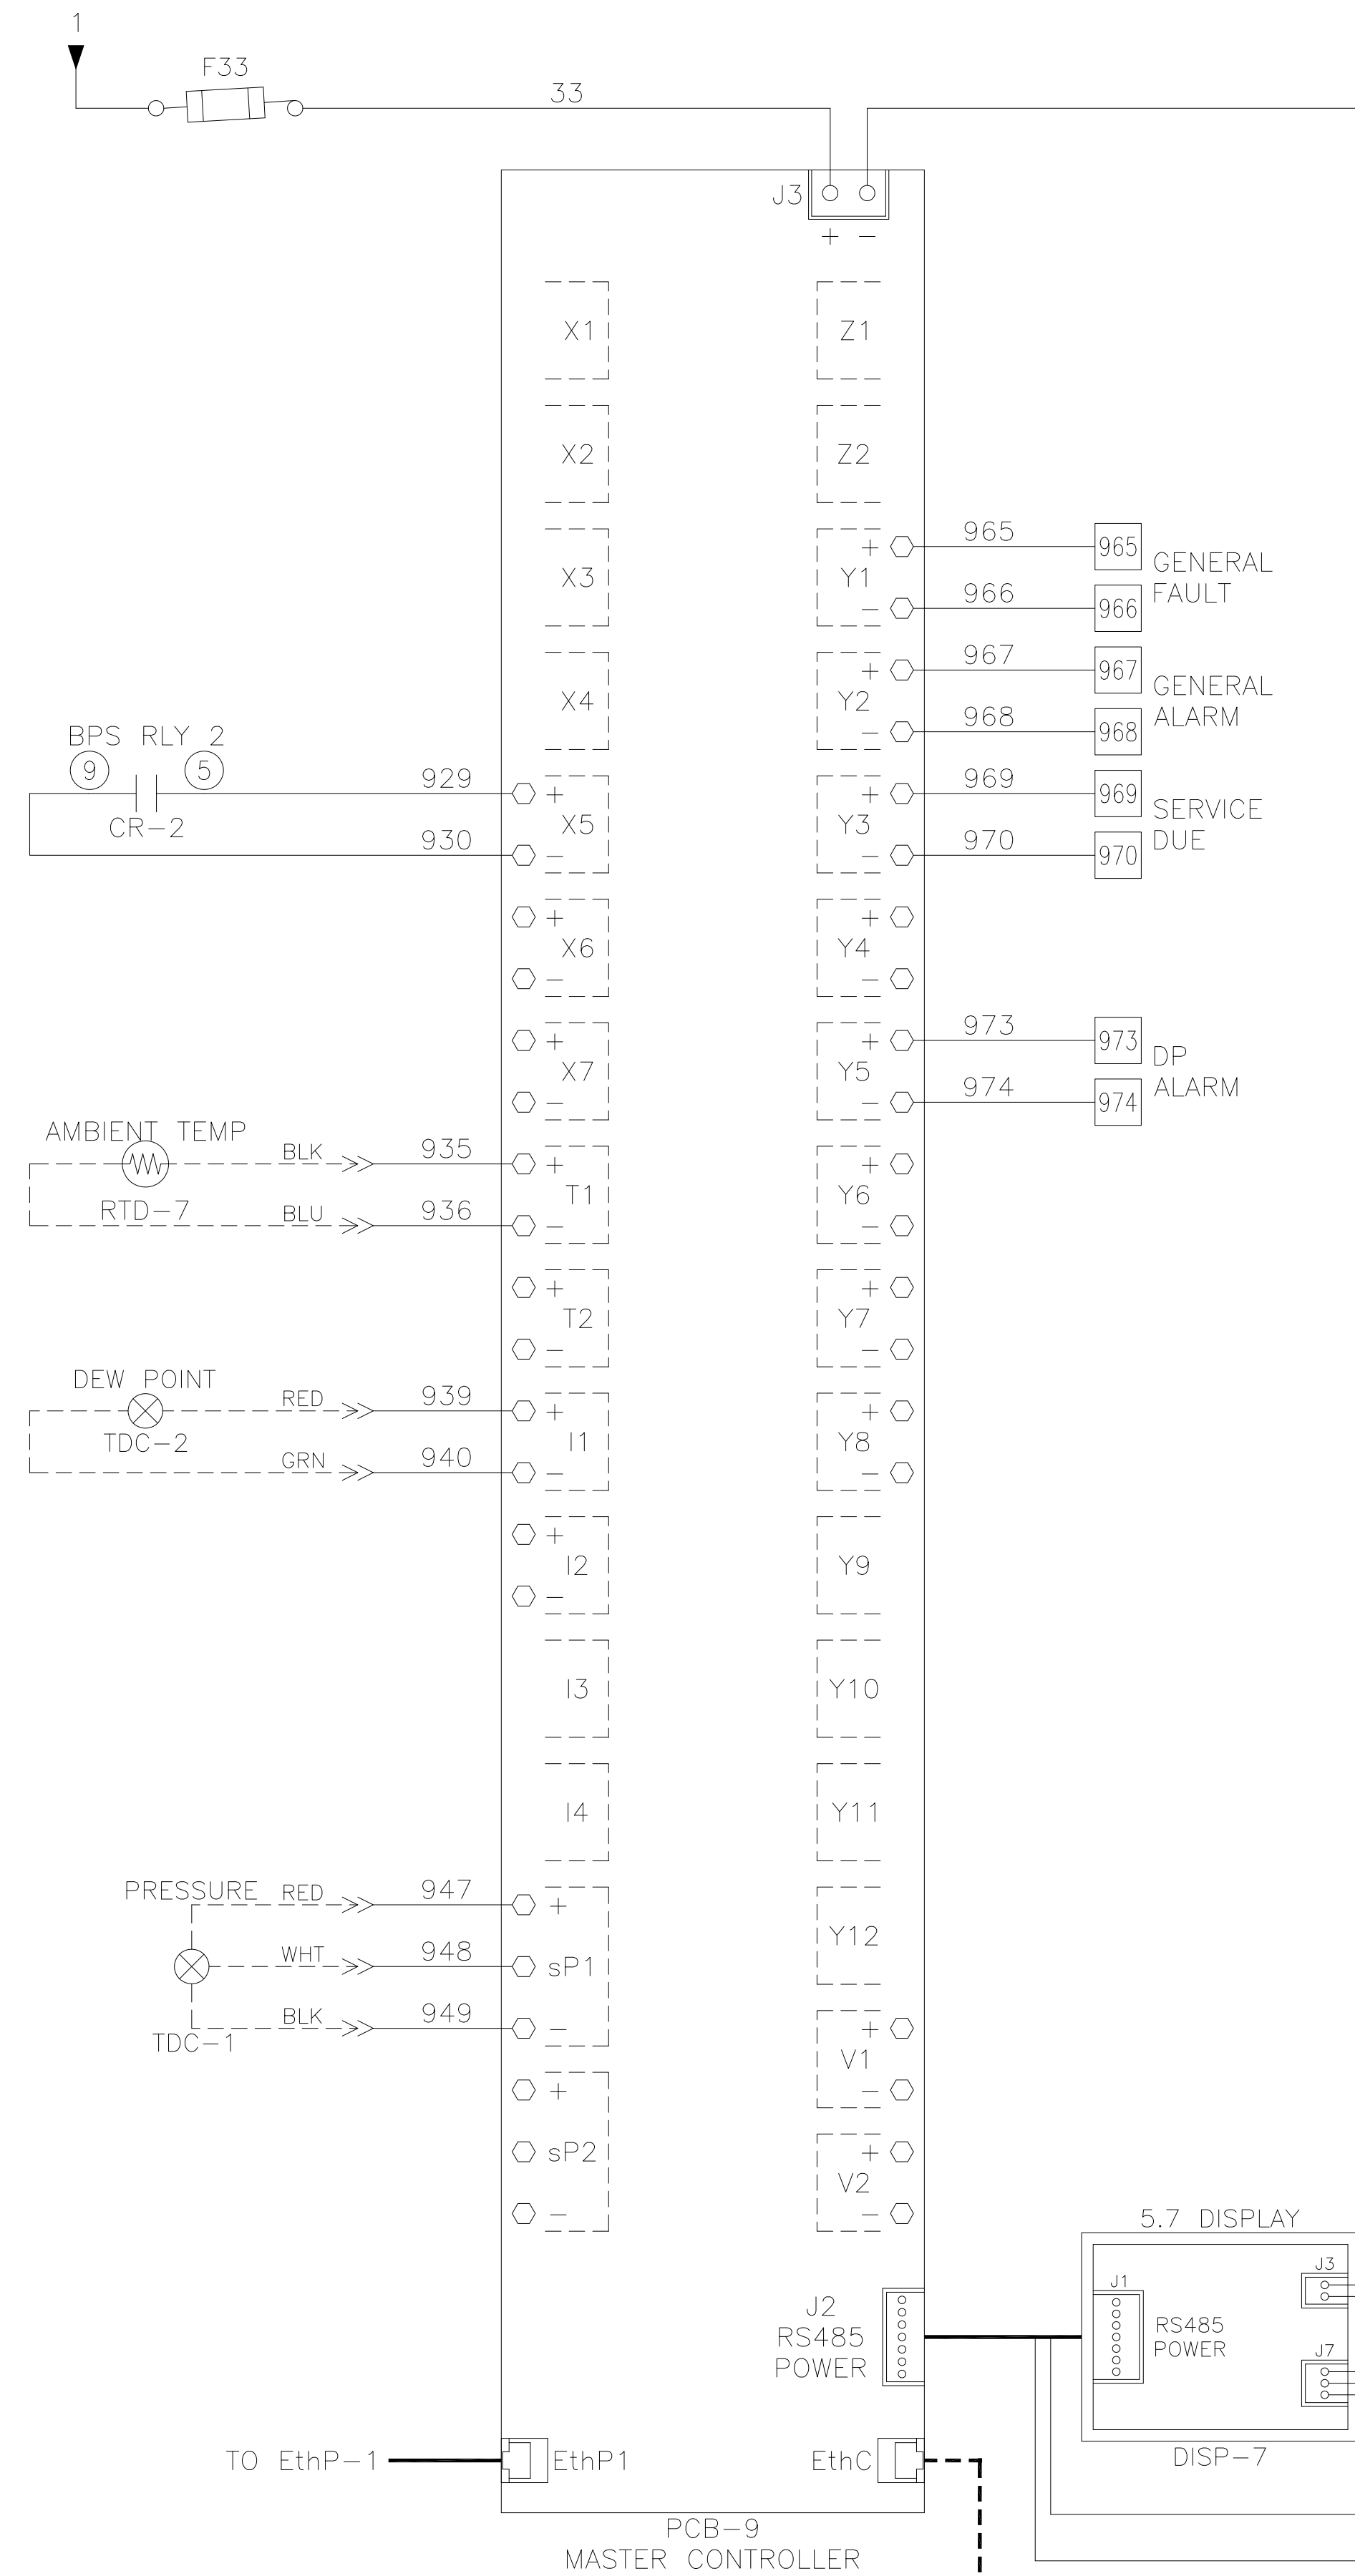 1
F33
33
J3
+ −
X1
Z1
X2
Z2
X3
+
Y1
−
965
965
966
966
GENERAL
FAULT
X4
+
Y2
−
967
967
968
968
GENERAL
ALARM
BPS RLY 2
9
5
CR−2
929
930
+
X5
−
+
Y3
−
969
969
970
970
SERVICE
DUE
+
X6
−
+
Y4
−
+
X7
−
+
Y5
−
973
973
974
974
DP
ALARM
AMBIENT TEMP
RTD−7
BLK
935
BLU
936
+
T1
−
+
Y6
−
+
T2
−
+
Y7
−
DEW POINT
TDC−2
RED
939
GRN
940
+
I1
−
+
Y8
−
+
I2
−
Y9
I3
Y10
I4
Y11
PRESSURE
RED
947
WHT
948
BLK
949
TDC−1
+
sP1
−
Y12
+
V1
−
+
sP2
−
+
V2
−
5.7 DISPLAY
J1
RS485
POWER
J3
J7
DISP−7
J2
RS485
POWER
TO EthP−1
EthP1
EthC
PCB−9
MASTER CONTROLLER